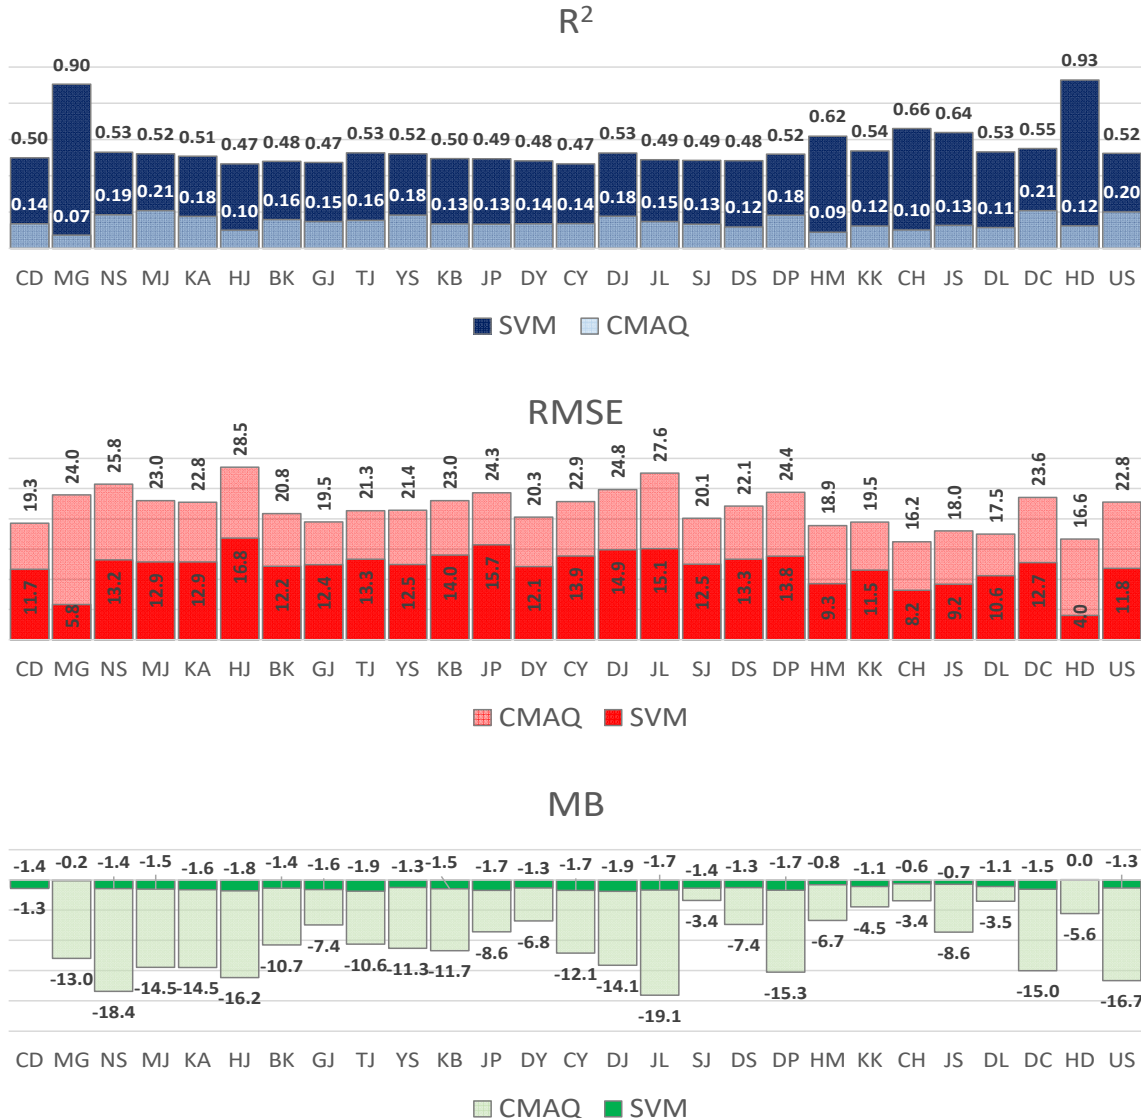 R²
0.50 0.90 0.53 0.52 0.51 0.47 0.48 0.47 0.53 0.52 0.50 0.49 0.48 0.47 0.53 0.49 0.49 0.48 0.52 0.62 0.54 0.66 0.64 0.53 0.55 0.93 0.52
0.14 0.07 0.19 0.21 0.18 0.10 0.16 0.15 0.16 0.18 0.13 0.13 0.14 0.14 0.18 0.15 0.13 0.12 0.18 0.09 0.12 0.10 0.13 0.11 0.21 0.12 0.20
CD MG NS MJ KA HJ BK GJ TJ YS KB JP DY CY DJ JL SJ DS DP HM KK CH JS DL DC HD US
SVM CMAQ
RMSE
19.3 24.0 25.8 23.0 22.8 28.5 20.8 19.5 21.3 21.4 23.0 24.3 20.3 22.9 24.8 27.6 20.1 22.1 24.4 18.9 19.5 16.2 18.0 17.5 23.6 16.6 22.8
11.7 5.8 13.2 12.9 12.9 16.8 12.2 12.4 13.3 12.5 14.0 15.7 12.1 13.9 14.9 15.1 12.5 13.3 13.8 9.3 11.5 8.2 9.2 10.6 12.7 4.0 11.8
CD MG NS MJ KA HJ BK GJ TJ YS KB JP DY CY DJ JL SJ DS DP HM KK CH JS DL DC HD US
CMAQ SVM
MB
-1.4 -0.2 -1.4 -1.5 -1.6 -1.8 -1.4 -1.6 -1.9 -1.3 -1.5 -1.7 -1.3 -1.7 -1.9 -1.7 -1.4 -1.3 -1.7 -0.8 -1.1 -0.6 -0.7 -1.1 -1.5 0.0 -1.3
-1.3 -13.0 -18.4 -14.5 -14.5 -16.2 -10.7 -7.4 -10.6 -11.3 -11.7 -8.6 -6.8 -12.1 -14.1 -19.1 -3.4 -7.4 -15.3 -6.7 -4.5 -3.4 -8.6 -3.5 -15.0 -5.6 -16.7
CD MG NS MJ KA HJ BK GJ TJ YS KB JP DY CY DJ JL SJ DS DP HM KK CH JS DL DC HD US
CMAQ SVM